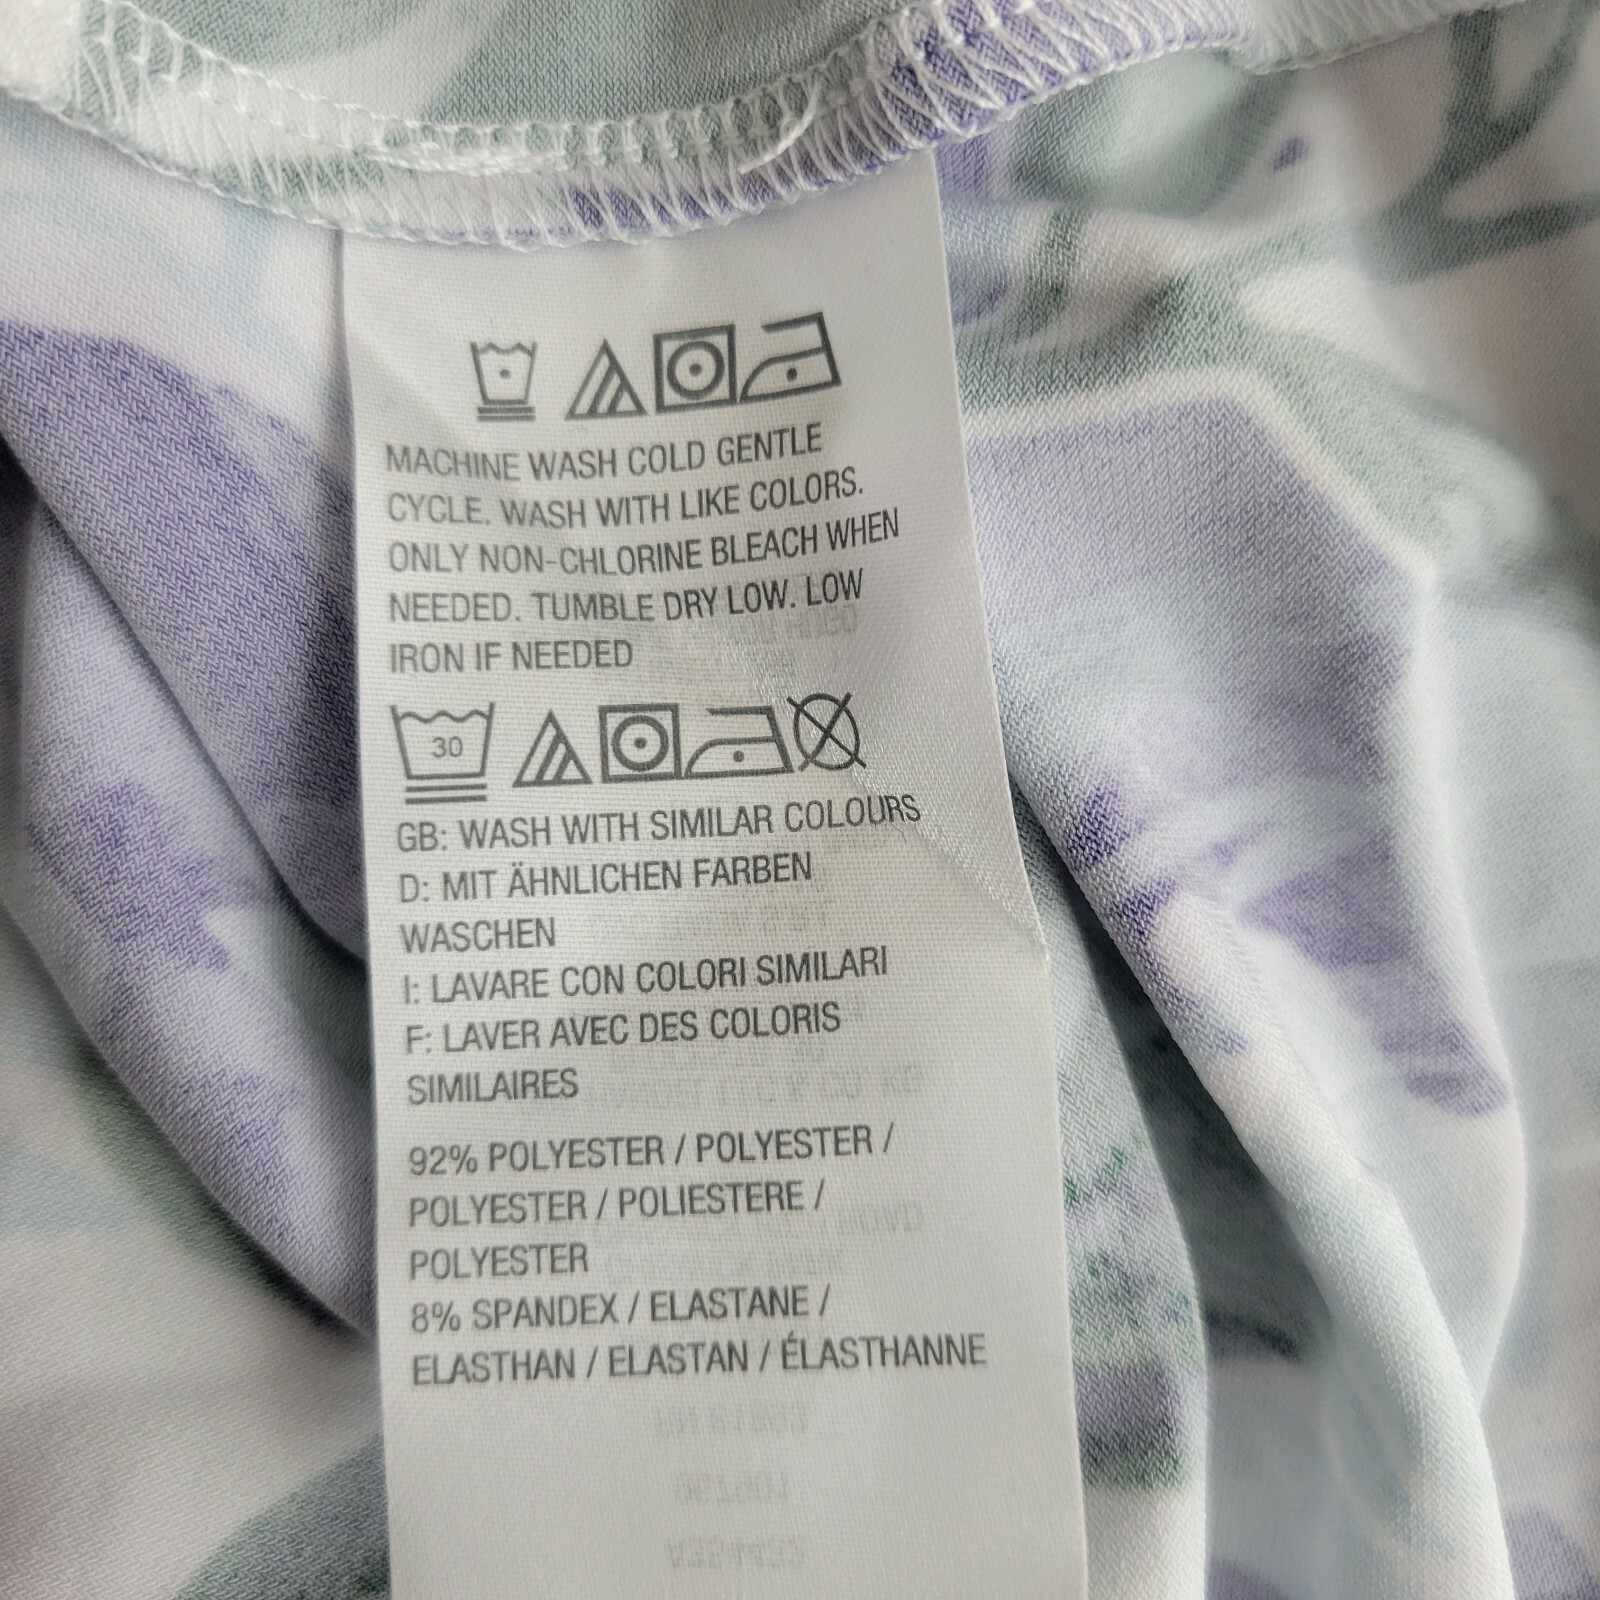 MACHINE WASH COLD GENTLE
CYCLE. WASH WITH LIKE COLORS.
ONLY NON-CHLORINE BLEACH WHEN
NEEDED. TUMBLE DRY LOW. LOW
IRON IF NEEDED
30
GB: WASH WITH SIMILAR COLOURS
D: MIT ÄHNLICHEN FARBEN
WASCHEN
I: LAVARE CON COLORI SIMILARI
F: LAVER AVEC DES COLORIS
SIMILAIRES
92% POLYESTER / POLYESTER /
POLYESTER / POLIESTERE /
POLYESTER
8% SPANDEX / ELASTANE /
ELASTHAN / ELASTAN / ÉLASTHANNE